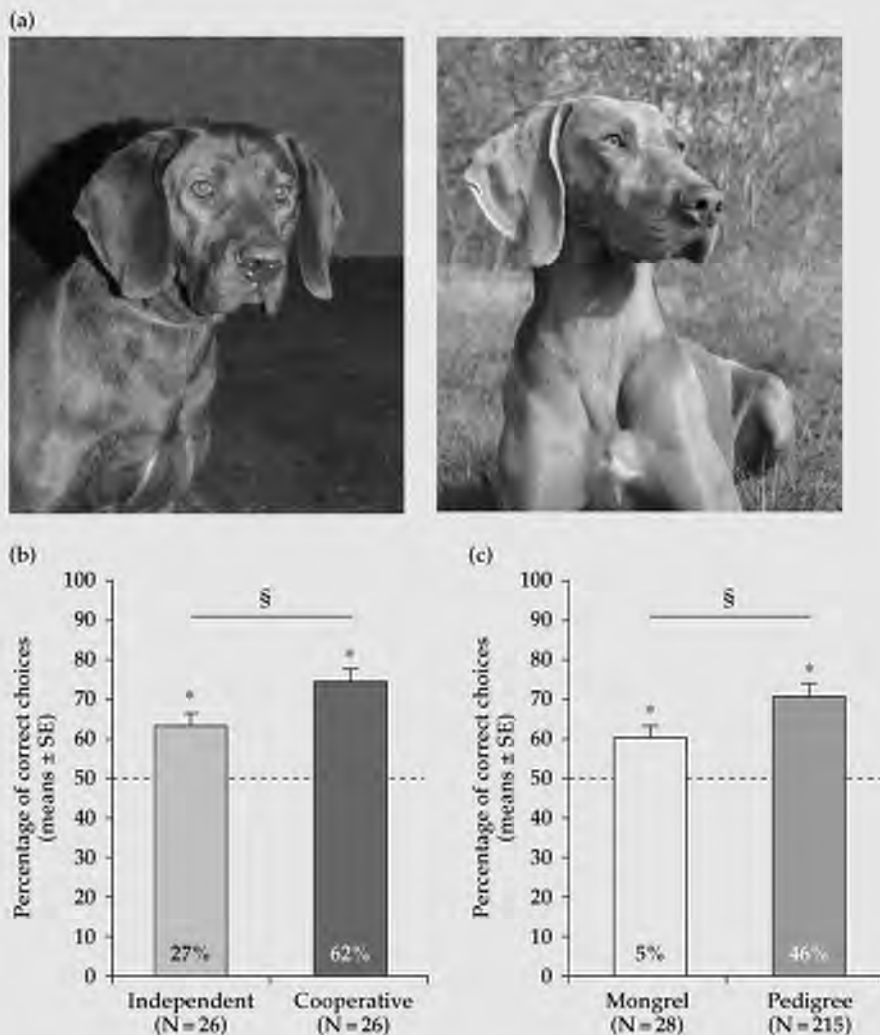 (a)
(b)
(c)
Percentage of correct choices
(means ± SE)
100
90
80
70
60
50
40
30
20
10
0
§
*
*
27%
62%
Independent
(N = 26)
Cooperative
(N = 26)
Percentage of correct choices
(means ± SE)
100
90
80
70
60
50
40
30
20
10
0
§
*
*
5%
46%
Mongrel
(N = 28)
Pedigree
(N = 215)